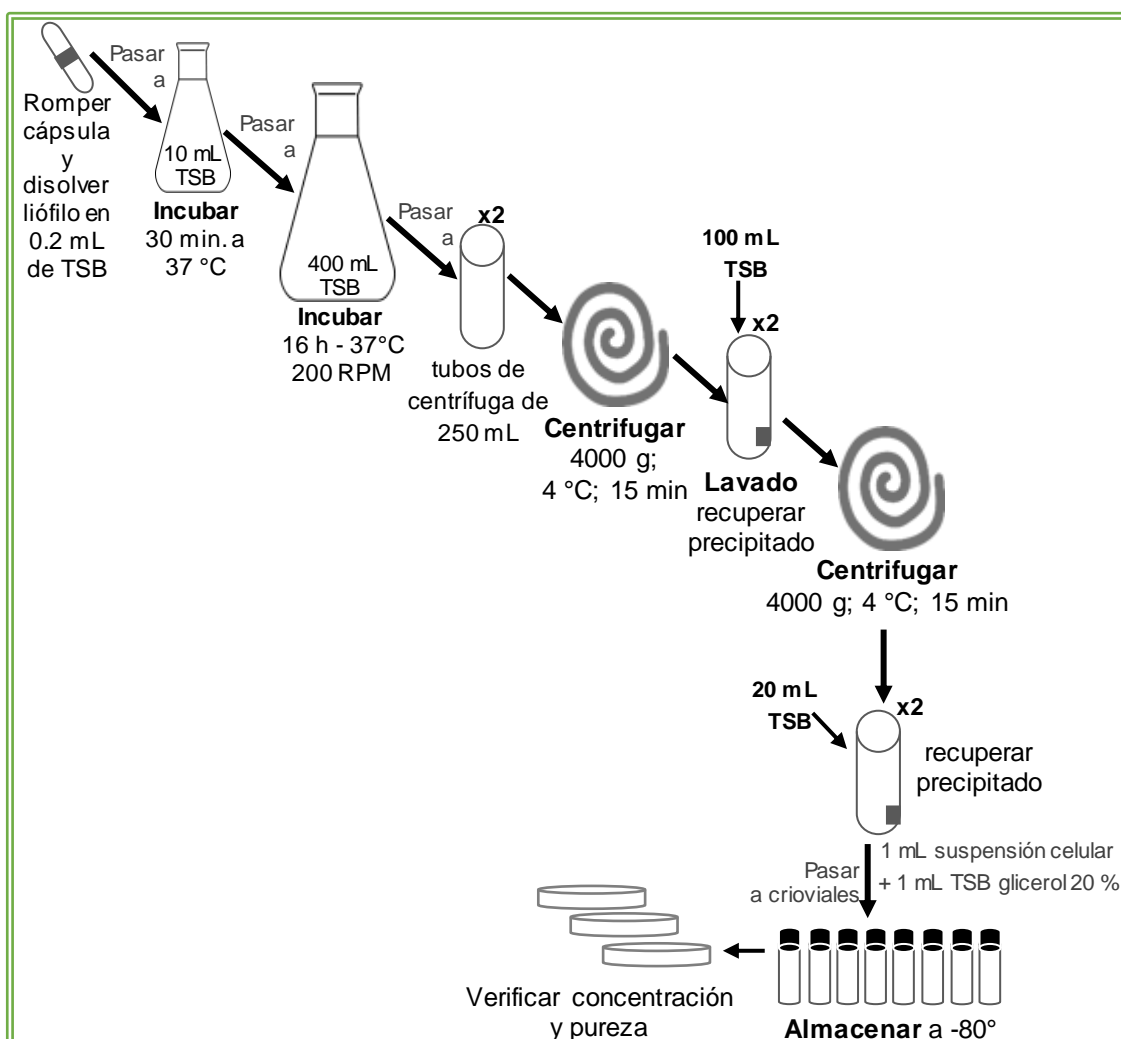 Pasar
a
Romper
cápsula
y
disolver
liófilo en
0.2 mL
de TSB
10 mL
TSB
Incubar
30 min. a
37 °C
Pasar
a
400 mL
TSB
Incubar
16 h - 37°C
200 RPM
Pasar
a
x2
tubos de
centrífuga de
250 mL
Centrifugar
4000 g;
4 °C; 15 min
100 mL
TSB
x2
Lavado
recuperar
precipitado
Centrifugar
4000 g; 4 °C; 15 min
20 mL
TSB
x2
recuperar
precipitado
Pasar
a crioviales
1 mL suspensión celular
+ 1 mL TSB glicerol 20 %
Verificar concentración
y pureza
Almacenar a -80°